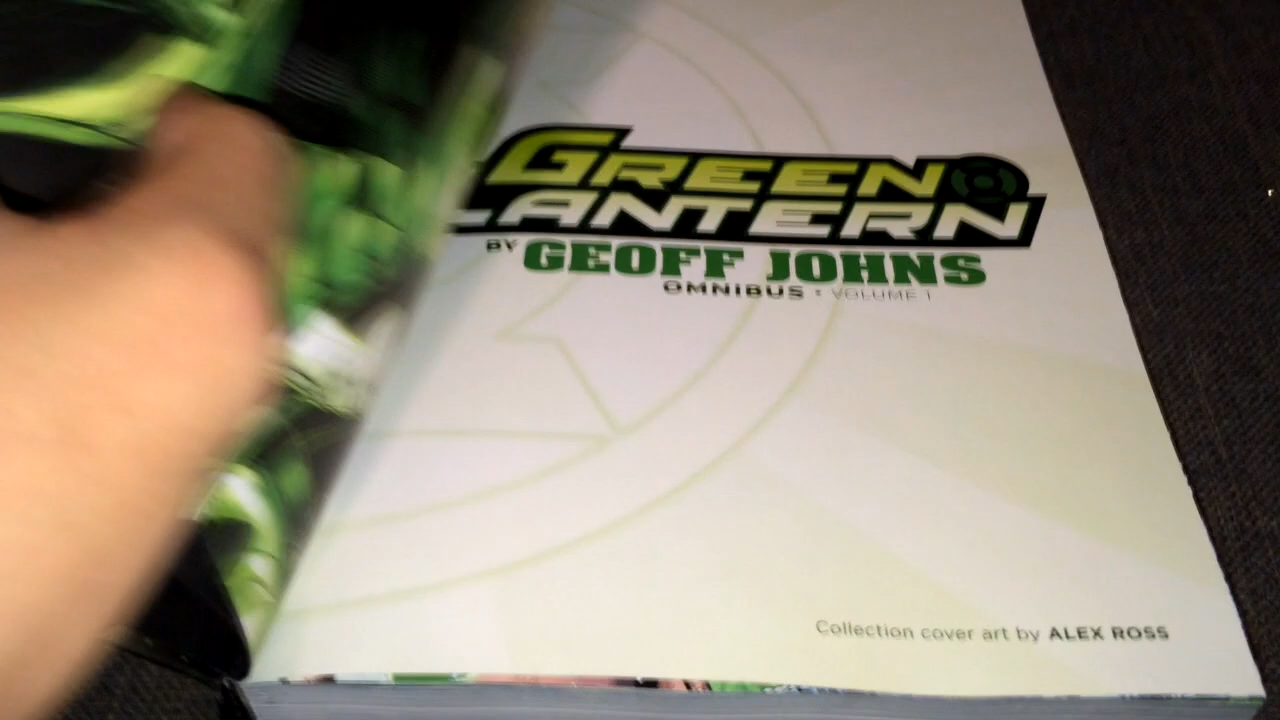 GREEN
LANTERN
BY GEOFF JOHNS
OMNIBUS • VOLUME 1
Collection cover art by ALEX ROSS